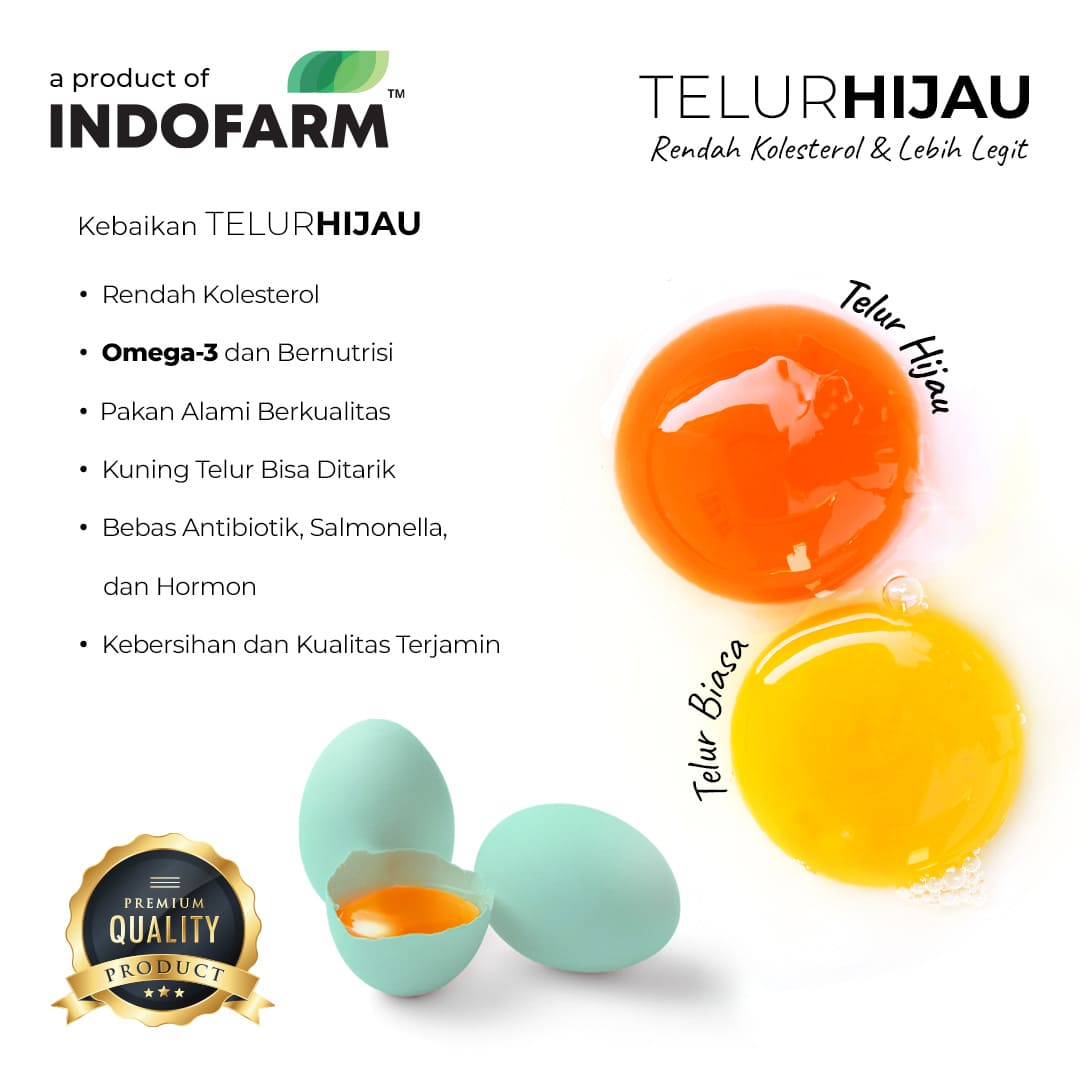 a product of
INDOFARM™
TELURHIJAU
Rendah Kolesterol & Lebih Legit
Kebaikan TELURHIJAU
• Rendah Kolesterol
• Omega-3 dan Bernutrisi
• Pakan Alami Berkualitas
• Kuning Telur Bisa Ditarik
• Bebas Antibiotik, Salmonella,
dan Hormon
• Kebersihan dan Kualitas Terjamin
Telur Hijau
Telur Biasa
PREMIUM
QUALITY
PRODUCT